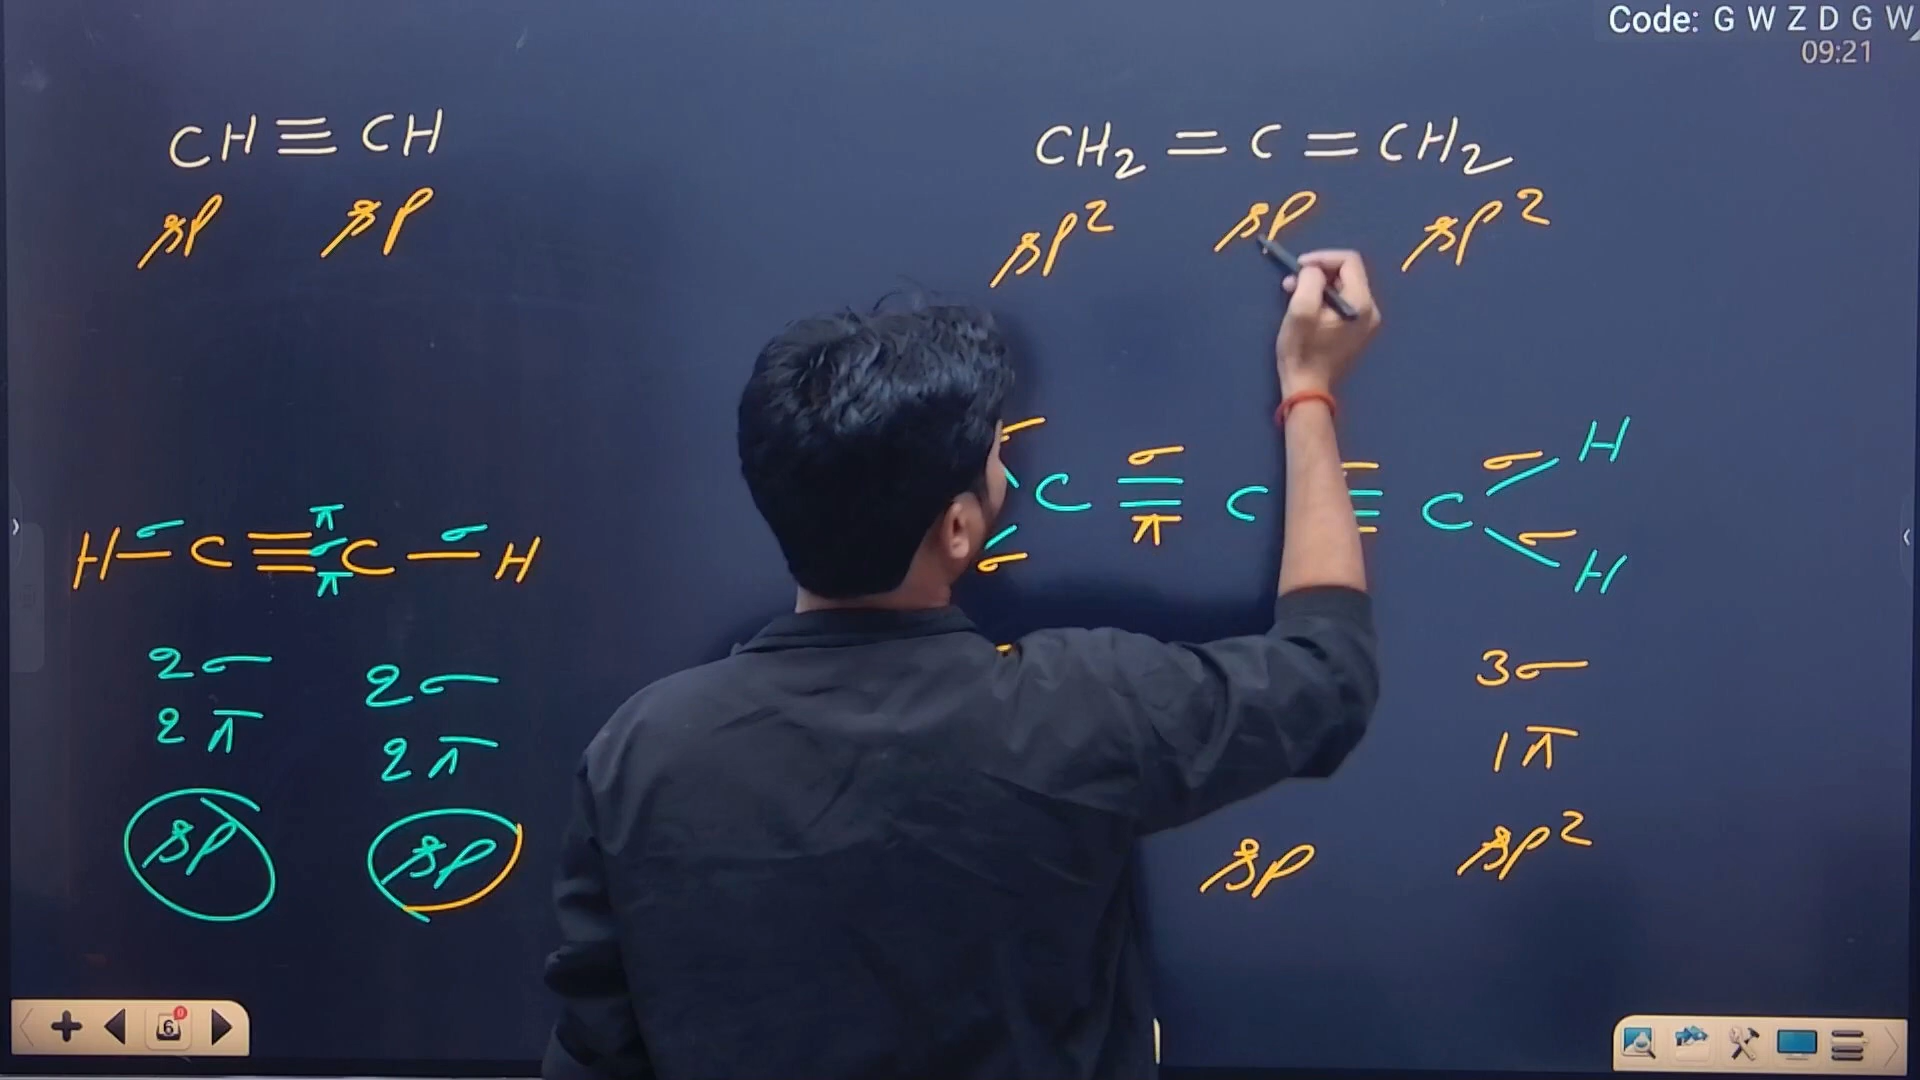 Code: G W Z D G W
09:21
CH≡CH
sp sp
CH₂=C=CH₂
sp² sp sp²
H–C≡C–H
σ π σ π σ
2σ 2σ
2π 2π
sp sp
σ σ σ H
C = C = C
π
σ σ H
3σ
1π
sp sp²
6
0